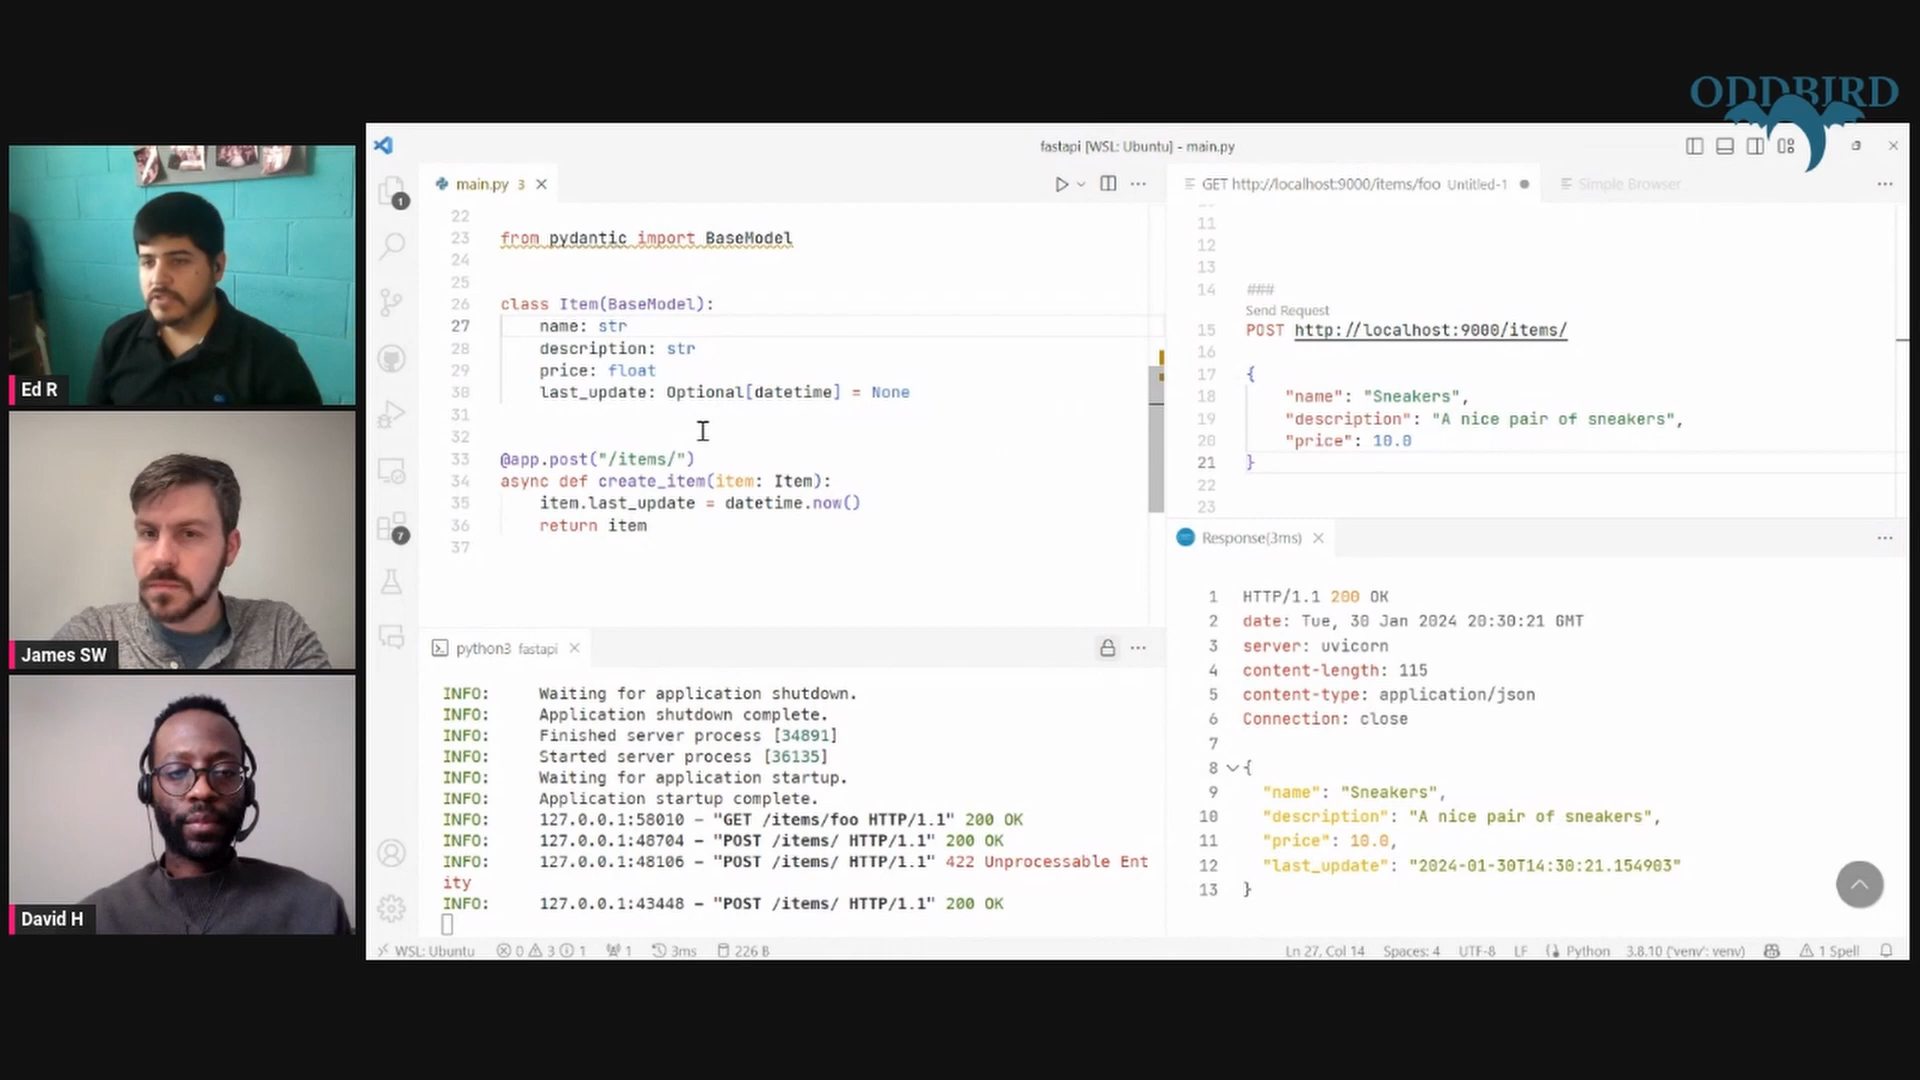 ODDBIRD
fastapi [WSL: Ubuntu] - main.py
main.py 3
22
23 from pydantic import BaseModel
24
25
26 class Item(BaseModel):
27 name: str
28 description: str
29 price: float
30 last_update: Optional[datetime] = None
31
32
33 @app.post("/items/")
34 async def create_item(item: Item):
35 item.last_update = datetime.now()
36 return item
37
GET http://localhost:9000/items/foo Untitled-1
Simple Browser
11
12
13
14 ###
Send Request
15 POST http://localhost:9000/items/
16
17 {
18 "name": "Sneakers",
19 "description": "A nice pair of sneakers",
20 "price": 10.0
21 }
22
23
1
7
python3 fastapi
INFO: Waiting for application shutdown.
INFO: Application shutdown complete.
INFO: Finished server process [34891]
INFO: Started server process [36135]
INFO: Waiting for application startup.
INFO: Application startup complete.
INFO: 127.0.0.1:58010 - "GET /items/foo HTTP/1.1" 200 OK
INFO: 127.0.0.1:48704 - "POST /items/ HTTP/1.1" 200 OK
INFO: 127.0.0.1:48106 - "POST /items/ HTTP/1.1" 422 Unprocessable Ent
ity
INFO: 127.0.0.1:43448 - "POST /items/ HTTP/1.1" 200 OK
Response(3ms)
1 HTTP/1.1 200 OK
2 date: Tue, 30 Jan 2024 20:30:21 GMT
3 server: uvicorn
4 content-length: 115
5 content-type: application/json
6 Connection: close
7
8 {
9 "name": "Sneakers",
10 "description": "A nice pair of sneakers",
11 "price": 10.0,
12 "last_update": "2024-01-30T14:30:21.154903"
13 }
WSL: Ubuntu 0 3 1 1 3ms 226 B
Ln 27, Col 14 Spaces: 4 UTF-8 LF Python 3.8.10 ('venv': venv) 1 Spell
Ed R
James SW
David H